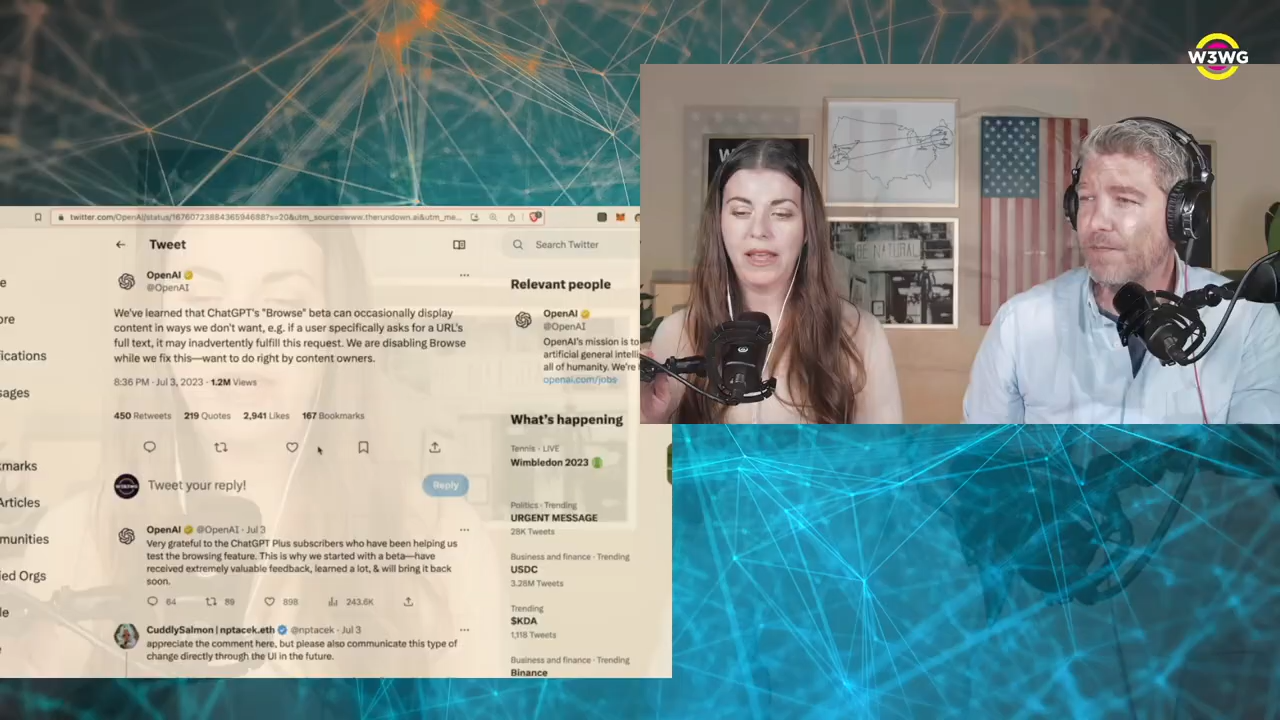 W3WG
twitter.com/OpenAI/status/1676072388436594688?s=20&utm_source=www.therundown.ai&utm_me...
Tweet
Search Twitter
OpenAI
@OpenAI
We've learned that ChatGPT's "Browse" beta can occasionally display
content in ways we don't want, e.g. if a user specifically asks for a URL's
full text, it may inadvertently fulfill this request. We are disabling Browse
while we fix this—want to do right by content owners.
8:36 PM · Jul 3, 2023 · 1.2M Views
450 Retweets 219 Quotes 2,941 Likes 167 Bookmarks
Tweet your reply!
Reply
OpenAI @OpenAI · Jul 3
Very grateful to the ChatGPT Plus subscribers who have been helping us
test the browsing feature. This is why we started with a beta—have
received extremely valuable feedback, learned a lot, & will bring it back
soon.
64 89 898 243.6K
CuddlySalmon | nptacek.eth @nptacek · Jul 3
appreciate the comment here, but please also communicate this type of
change directly through the UI in the future.
Relevant people
OpenAI
@OpenAI
OpenAI's mission is to
artificial general intelli
all of humanity. We're
openai.com/jobs
What's happening
Tennis · LIVE
Wimbledon 2023
Politics · Trending
URGENT MESSAGE
28K Tweets
Business and finance · Trending
USDC
3.28M Tweets
Trending
$KDA
1,118 Tweets
Business and finance · Trending
Binance
ore
fications
sages
kmarks
Articles
munities
ied Orgs
le
BE NATURAL